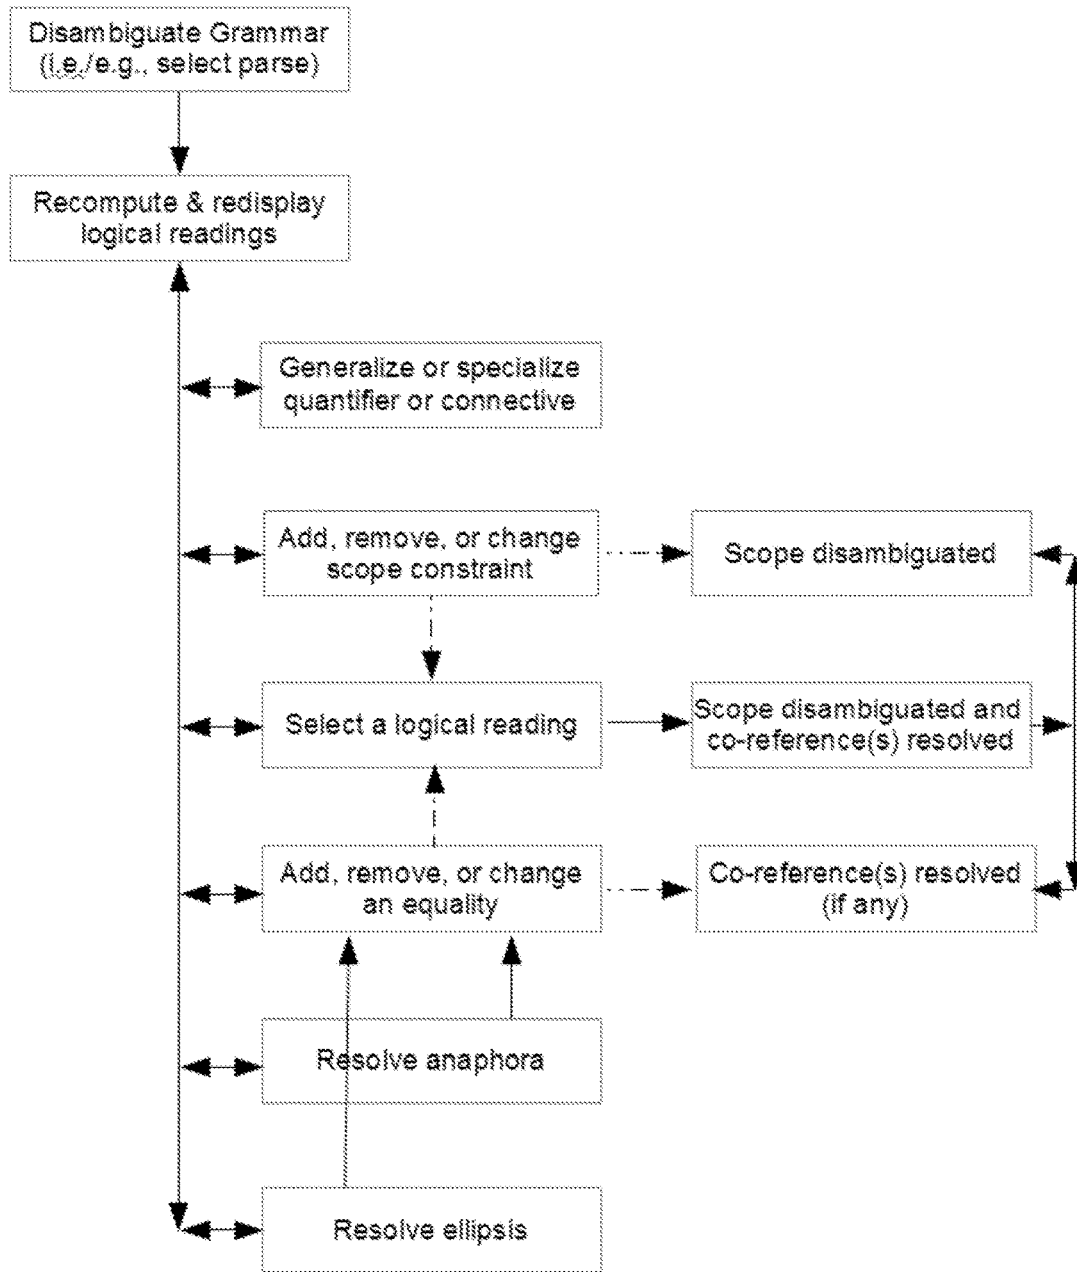 Disambiguate Grammar
(i.e./e.g., select parse)
Recompute & redisplay
logical readings
Generalize or specialize
quantifier or connective
Add, remove, or change
scope constraint
Scope disambiguated
Select a logical reading
Scope disambiguated and
co-reference(s) resolved
Add, remove, or change
an equality
Co-reference(s) resolved
(if any)
Resolve anaphora
Resolve ellipsis